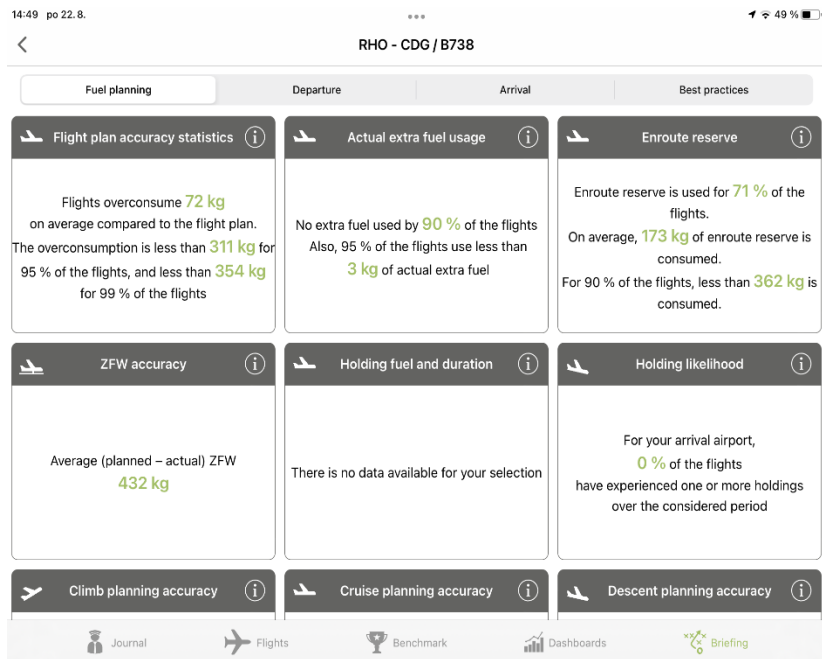 14:49 po 22. 8.
49 %
RHO - CDG / B738
Fuel planning
Departure
Arrival
Best practices
Flight plan accuracy statistics i
Flights overconsume 72 kg
on average compared to the flight plan.
The overconsumption is less than 311 kg for
95 % of the flights, and less than 354 kg
for 99 % of the flights
Actual extra fuel usage i
No extra fuel used by 90 % of the flights
Also, 95 % of the flights use less than
3 kg of actual extra fuel
Enroute reserve i
Enroute reserve is used for 71 % of the
flights.
On average, 173 kg of enroute reserve is
consumed.
For 90 % of the flights, less than 362 kg is
consumed.
ZFW accuracy i
Average (planned – actual) ZFW
432 kg
Holding fuel and duration i
There is no data available for your selection
Holding likelihood i
For your arrival airport,
0 % of the flights
have experienced one or more holdings
over the considered period
Climb planning accuracy i
Cruise planning accuracy i
Descent planning accuracy i
Journal
Flights
Benchmark
Dashboards
Briefing